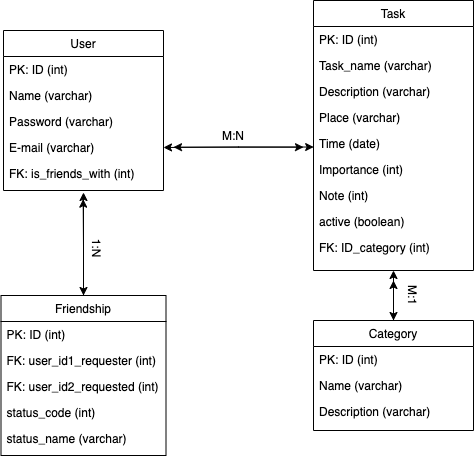 User
PK: ID (int)
Name (varchar)
Password (varchar)
E-mail (varchar)
FK: is_friends_with (int)
M:N
Task
PK: ID (int)
Task_name (varchar)
Description (varchar)
Place (varchar)
Time (date)
Importance (int)
Note (int)
active (boolean)
FK: ID_category (int)
1:N
M:1
Friendship
PK: ID (int)
FK: user_id1_requester (int)
FK: user_id2_requested (int)
status_code (int)
status_name (varchar)
Category
PK: ID (int)
Name (varchar)
Description (varchar)